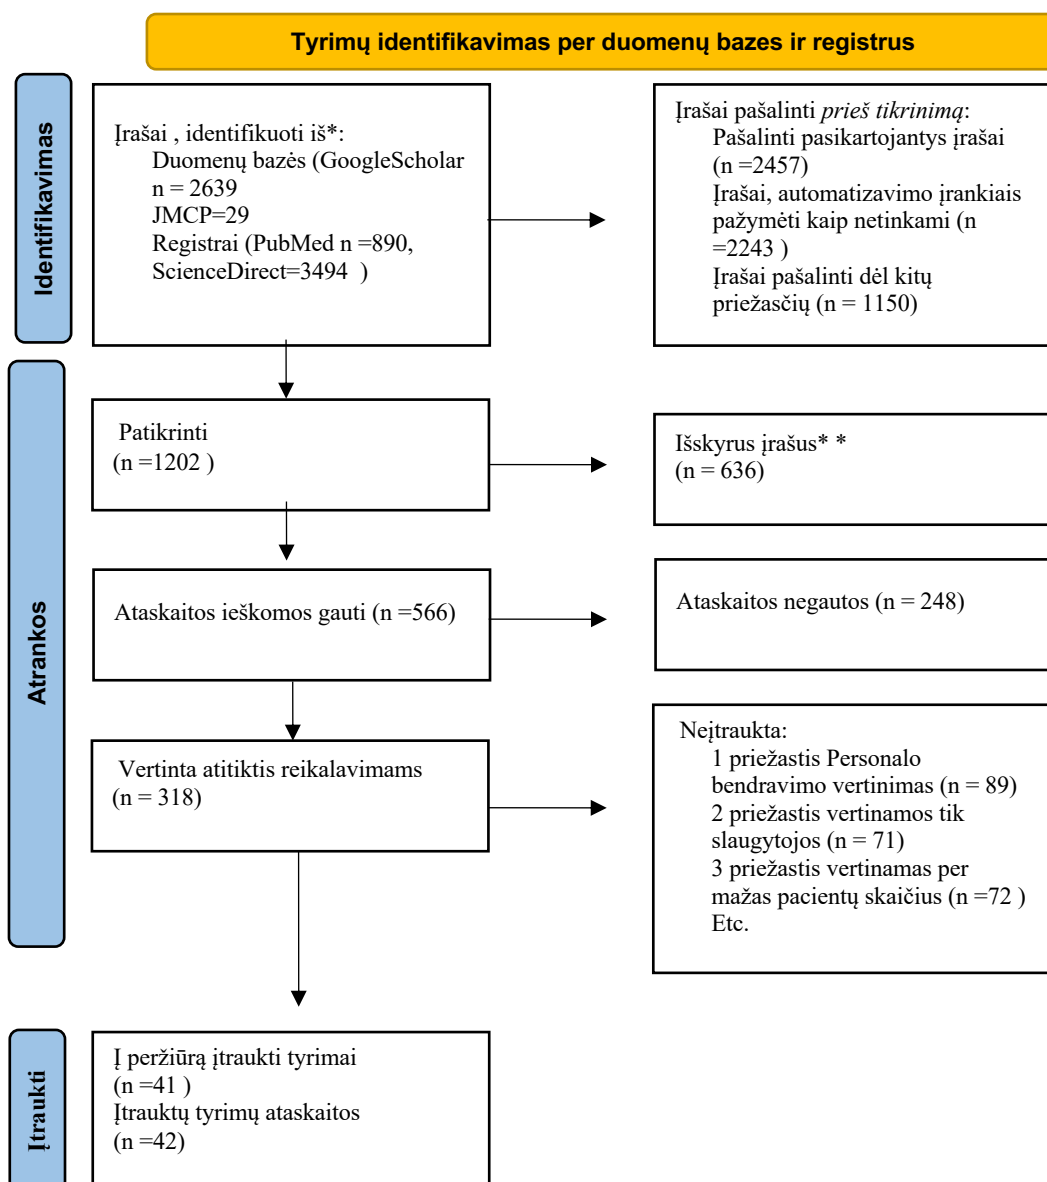 Tyrimų identifikavimas per duomenų bazes ir registrus
Identifikavimas
Įrašai , identifikuoti iš*:
Duomenų bazės (GoogleScholar
n = 2639
JMCP=29
Registrai (PubMed n =890,
ScienceDirect=3494 )
Įrašai pašalinti prieš tikrinimą:
Pašalinti pasikartojantys įrašai
(n =2457)
Įrašai, automatizavimo įrankiais
pažymėti kaip netinkami (n
=2243 )
Įrašai pašalinti dėl kitų
priežasčių (n = 1150)
Atrankos
Patikrinti
(n =1202 )
Išskyrus įrašus* *
(n = 636)
Ataskaitos ieškomos gauti (n =566)
Ataskaitos negautos (n = 248)
Vertinta atitiktis reikalavimams
(n = 318)
Neįtraukta:
1 priežastis Personalo
bendravimo vertinimas (n = 89)
2 priežastis vertinamos tik
slaugytojos (n = 71)
3 priežastis vertinamas per
mažas pacientų skaičius (n =72 )
Etc.
Įtraukti
Į peržiūrą įtraukti tyrimai
(n =41 )
Įtrauktų tyrimų ataskaitos
(n =42)